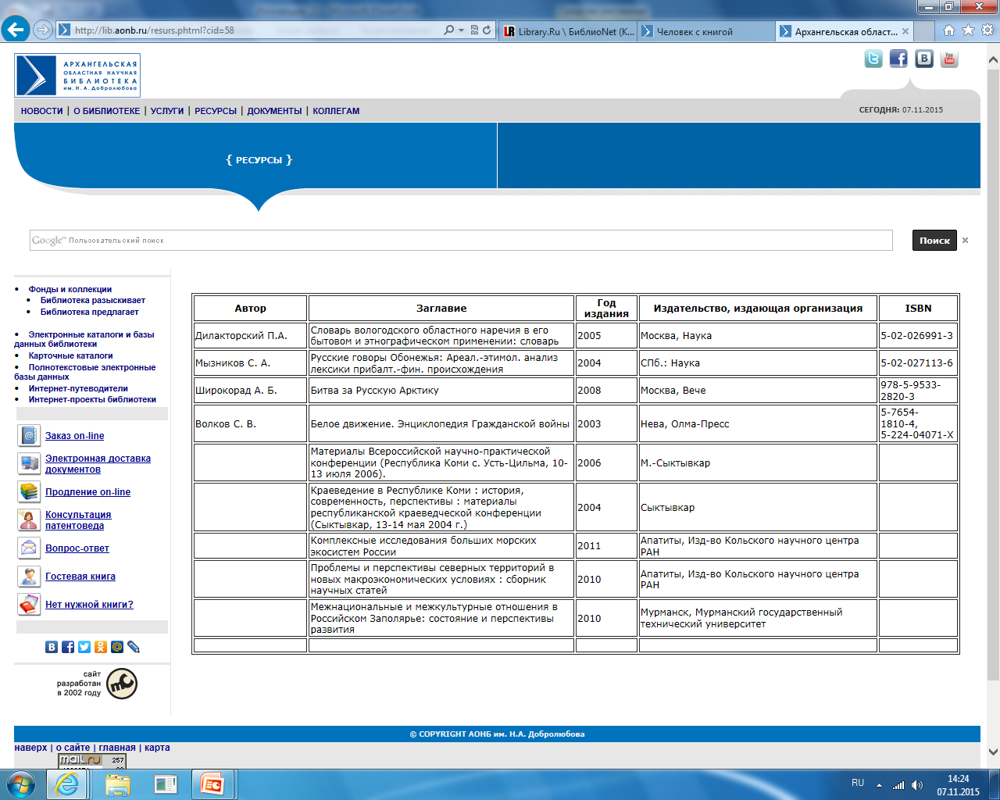 http://lib.aonb.ru/resurs.phtml?cid=58
Library.Ru \ БиблиоNet (К...
Человек с книгой
Архангельская област...
АРХАНГЕЛЬСКАЯ
ОБЛАСТНАЯ НАУЧНАЯ
БИБЛИОТЕКА
им. Н. А. Добролюбова
НОВОСТИ | О БИБЛИОТЕКЕ | УСЛУГИ | РЕСУРСЫ | ДОКУМЕНТЫ | КОЛЛЕГАМ
СЕГОДНЯ: 07.11.2015
{ РЕСУРСЫ }
Google™ Пользовательский поиск
Поиск
Фонды и коллекции
Библиотека разыскивает
Библиотека предлагает
Электронные каталоги и базы
данных библиотеки
Карточные каталоги
Полнотекстовые электронные
базы данных
Интернет-путеводители
Интернет-проекты библиотеки
Заказ on-line
Электронная доставка
документов
Продление on-line
Консультация
патентоведа
Вопрос-ответ
Гостевая книга
Нет нужной книги?
сайт
разработан
в 2002 году
Автор
Заглавие
Год
издания
Издательство, издающая организация
ISBN
Дилакторский П.А.
Словарь вологодского областного наречия в его
бытовом и этнографическом применении: словарь
2005
Москва, Наука
5-02-026991-3
Мызников С. А.
Русские говоры Обонежья: Ареал.-этимол. анализ
лексики прибалт.-фин. происхождения
2004
СПб.: Наука
5-02-027113-6
Широкорад А. Б.
Битва за Русскую Арктику
2008
Москва, Вече
978-5-9533-
2820-3
Волков С. В.
Белое движение. Энциклопедия Гражданской войны
2003
Нева, Олма-Пресс
5-7654-
1810-4,
5-224-04071-X
Материалы Всероссийской научно-практической
конференции (Республика Коми с. Усть-Цильма, 10-
13 июля 2006).
2006
М.-Сыктывкар
Краеведение в Республике Коми : история,
современность, перспективы : материалы
республиканской краеведческой конференции
(Сыктывкар, 13-14 мая 2004 г.)
2004
Сыктывкар
Комплексные исследования больших морских
экосистем России
2011
Апатиты, Изд-во Кольского научного центра
РАН
Проблемы и перспективы северных территорий в
новых макроэкономических условиях : сборник
научных статей
2010
Апатиты, Изд-во Кольского научного центра
РАН
Межнациональные и межкультурные отношения в
Российском Заполярье: состояние и перспективы
развития
2010
Мурманск, Мурманский государственный
технический университет
© COPYRIGHT АОНБ им. Н.А. Добролюбова
наверх | о сайте | главная | карта
mail.ru 257
RU
14:24
07.11.2015